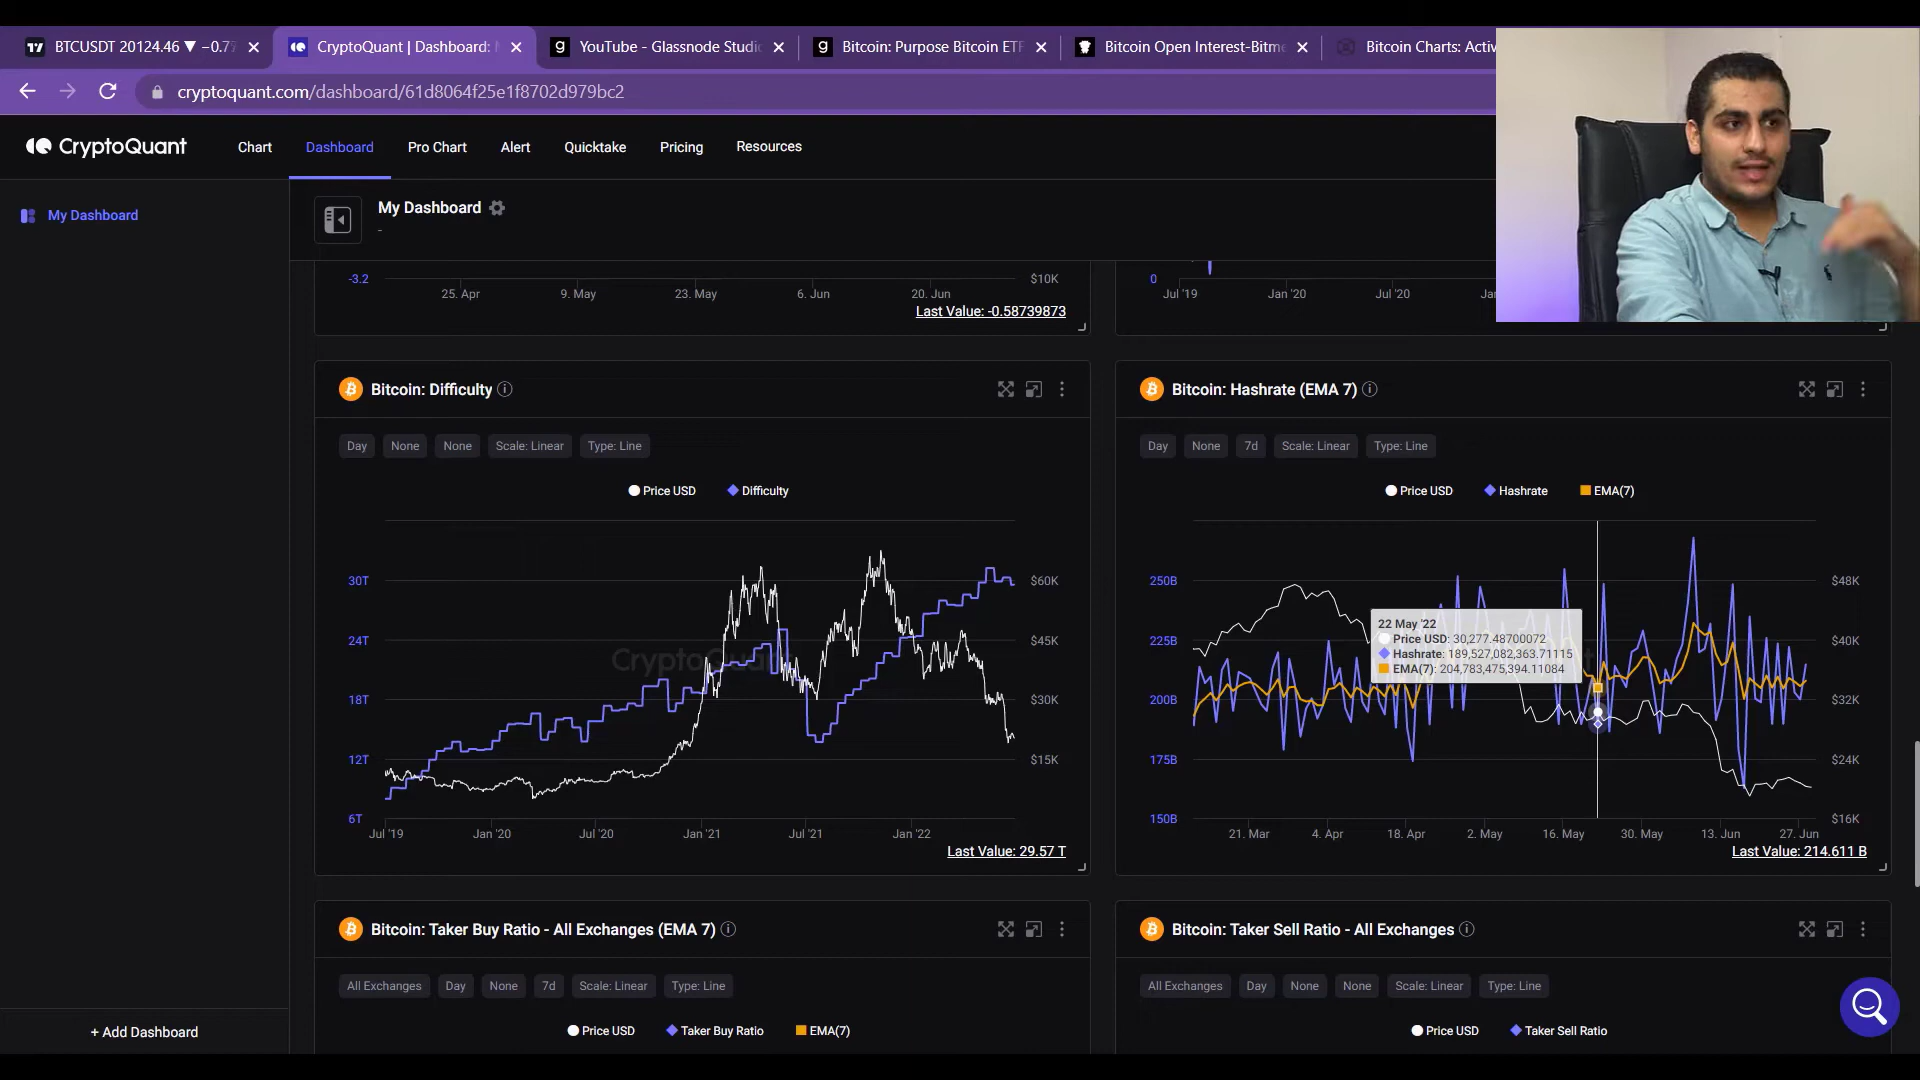 BTCUSDT 20124.46 ▼ −0.7
CryptoQuant | Dashboard:
YouTube - Glassnode Studio
Bitcoin: Purpose Bitcoin ETF
Bitcoin Open Interest-Bitme
Bitcoin Charts: Activ
cryptoquant.com/dashboard/61d8064f25e1f8702d979bc2
CryptoQuant
Chart
Dashboard
Pro Chart
Alert
Quicktake
Pricing
Resources
My Dashboard
My Dashboard
-
-3.2
$10K
25. Apr
9. May
23. May
6. Jun
20. Jun
Last Value: -0.58739873
0
Jul '19
Jan '20
Jul '20
Jan
Bitcoin: Difficulty
Day
None
None
Scale: Linear
Type: Line
Price USD
Difficulty
30T
24T
18T
12T
6T
$60K
$45K
$30K
$15K
CryptoQuant
Jul '19
Jan '20
Jul '20
Jan '21
Jul '21
Jan '22
Last Value: 29.57 T
Bitcoin: Hashrate (EMA 7)
Day
None
7d
Scale: Linear
Type: Line
Price USD
Hashrate
EMA(7)
250B
225B
200B
175B
150B
$48K
$40K
$32K
$24K
$16K
22 May '22
Price USD: 30,277.48700072
Hashrate: 189,527,082,363.71115
EMA(7): 204,783,475,394.11084
21. Mar
4. Apr
18. Apr
2. May
16. May
30. May
13. Jun
27. Jun
Last Value: 214.611 B
Bitcoin: Taker Buy Ratio - All Exchanges (EMA 7)
All Exchanges
Day
None
7d
Scale: Linear
Type: Line
Price USD
Taker Buy Ratio
EMA(7)
Bitcoin: Taker Sell Ratio - All Exchanges
All Exchanges
Day
None
None
Scale: Linear
Type: Line
Price USD
Taker Sell Ratio
+ Add Dashboard